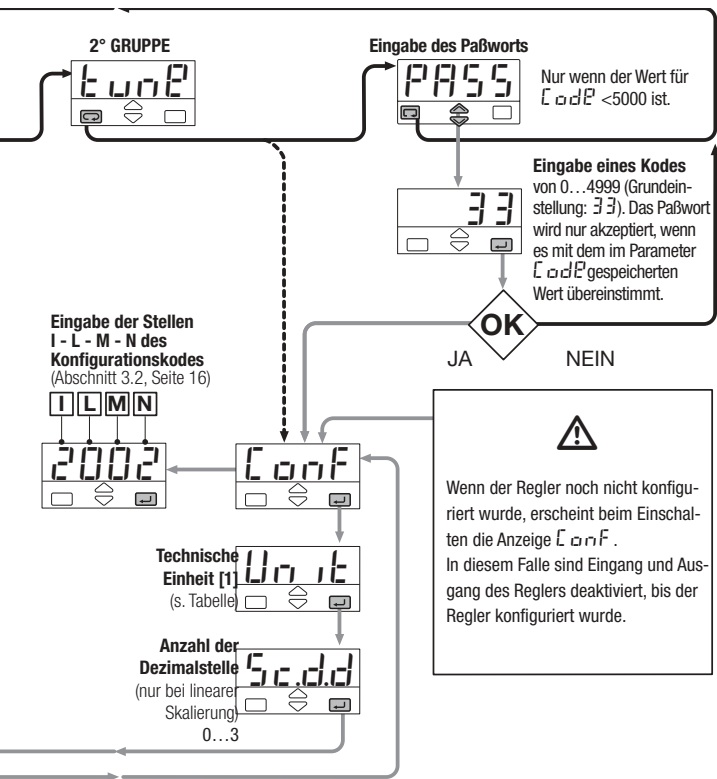 2° GRUPPE
tunE
Eingabe des Paßworts
PASS
Nur wenn der Wert für
CodE <5000 ist.
33
Eingabe eines Kodes
von 0…4999 (Grundein-
stellung: 33). Das Paßwort
wird nur akzeptiert, wenn
es mit dem im Parameter
CodE gespeicherten
Wert übereinstimmt.
OK
JA
NEIN
Eingabe der Stellen
I - L - M - N des
Konfigurationskodes
(Abschnitt 3.2, Seite 16)
I L M N
2002
ConF
Wenn der Regler noch nicht konfigu-
riert wurde, erscheint beim Einschal-
ten die Anzeige ConF.
In diesem Falle sind Eingang und Aus-
gang des Reglers deaktiviert, bis der
Regler konfiguriert wurde.
Technische
Einheit [1]
(s. Tabelle)
Unit
Anzahl der
Dezimalstelle
(nur bei linearer
Skalierung)
0…3
Sc.d.d